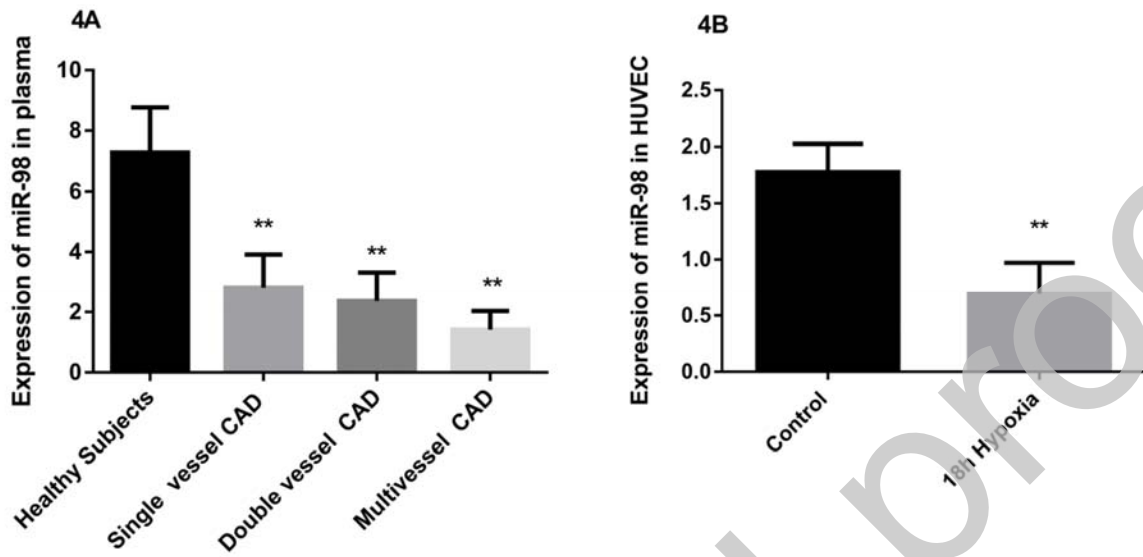 4A
Expression of miR-98 in plasma
10
8
6
4
2
0
**
**
**
Healthy Subjects
Single vessel CAD
Double vessel CAD
Multivessel CAD
4B
Expression of miR-98 in HUVEC
2.5
2.0
1.5
1.0
0.5
0.0
**
Control
18h Hypoxia